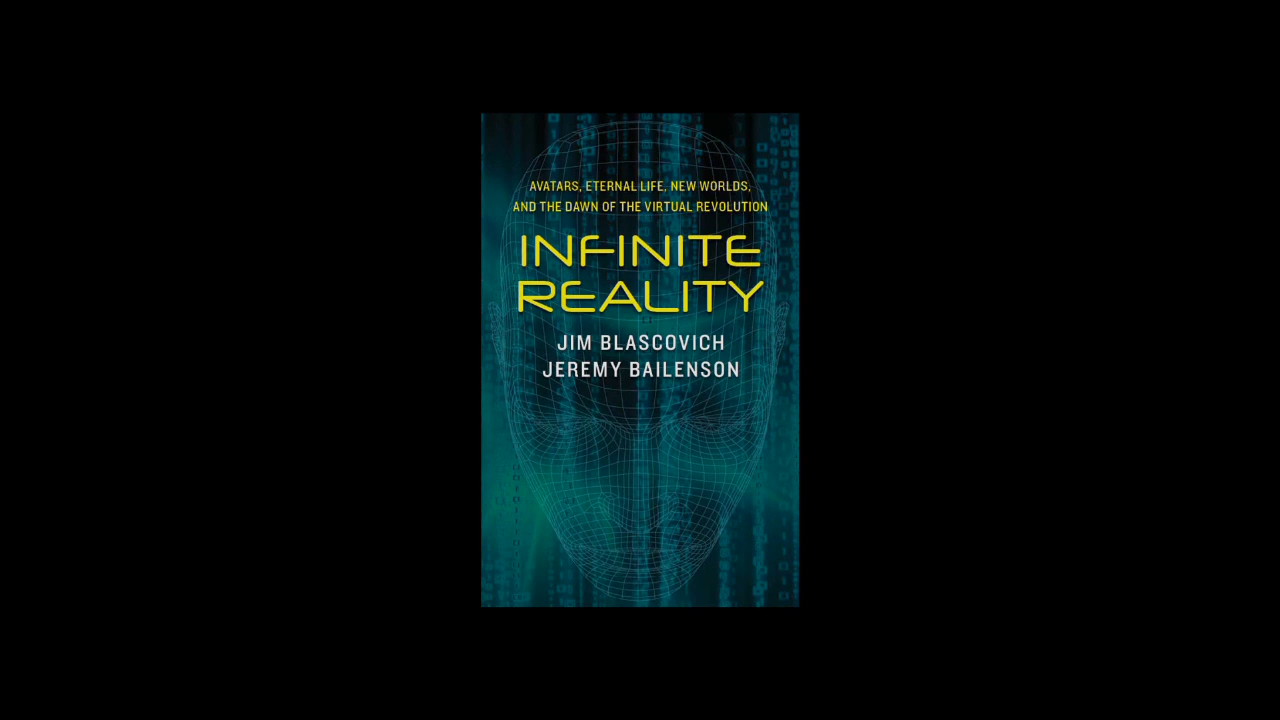 AVATARS, ETERNAL LIFE, NEW WORLDS,
AND THE DAWN OF THE VIRTUAL REVOLUTION
INFINITE
REALITY
JIM BLASCOVICH
JEREMY BAILENSON